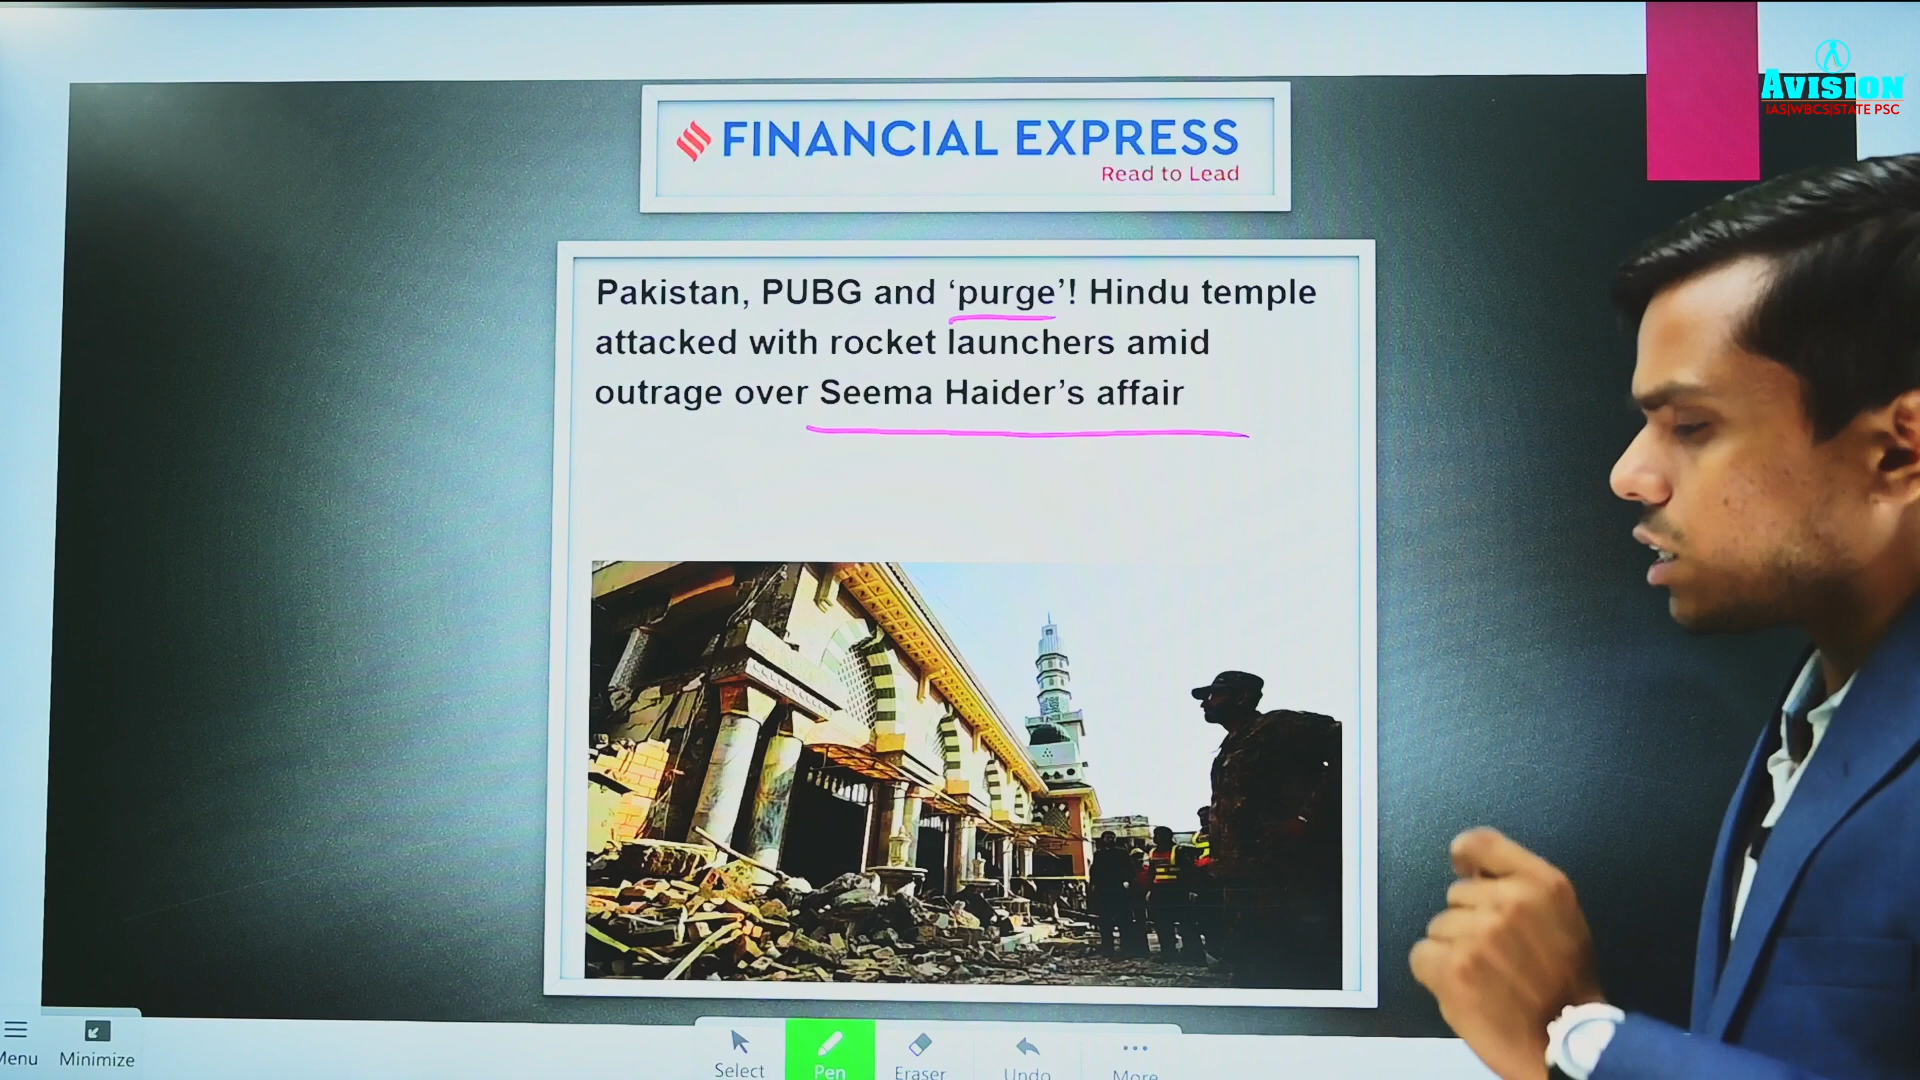 AVISION
IAS|WBCS|STATE PSC
FINANCIAL EXPRESS
Read to Lead
Pakistan, PUBG and ‘purge’! Hindu temple
attacked with rocket launchers amid
outrage over Seema Haider’s affair
Menu
Minimize
Select
Pen
Eraser
Undo
More